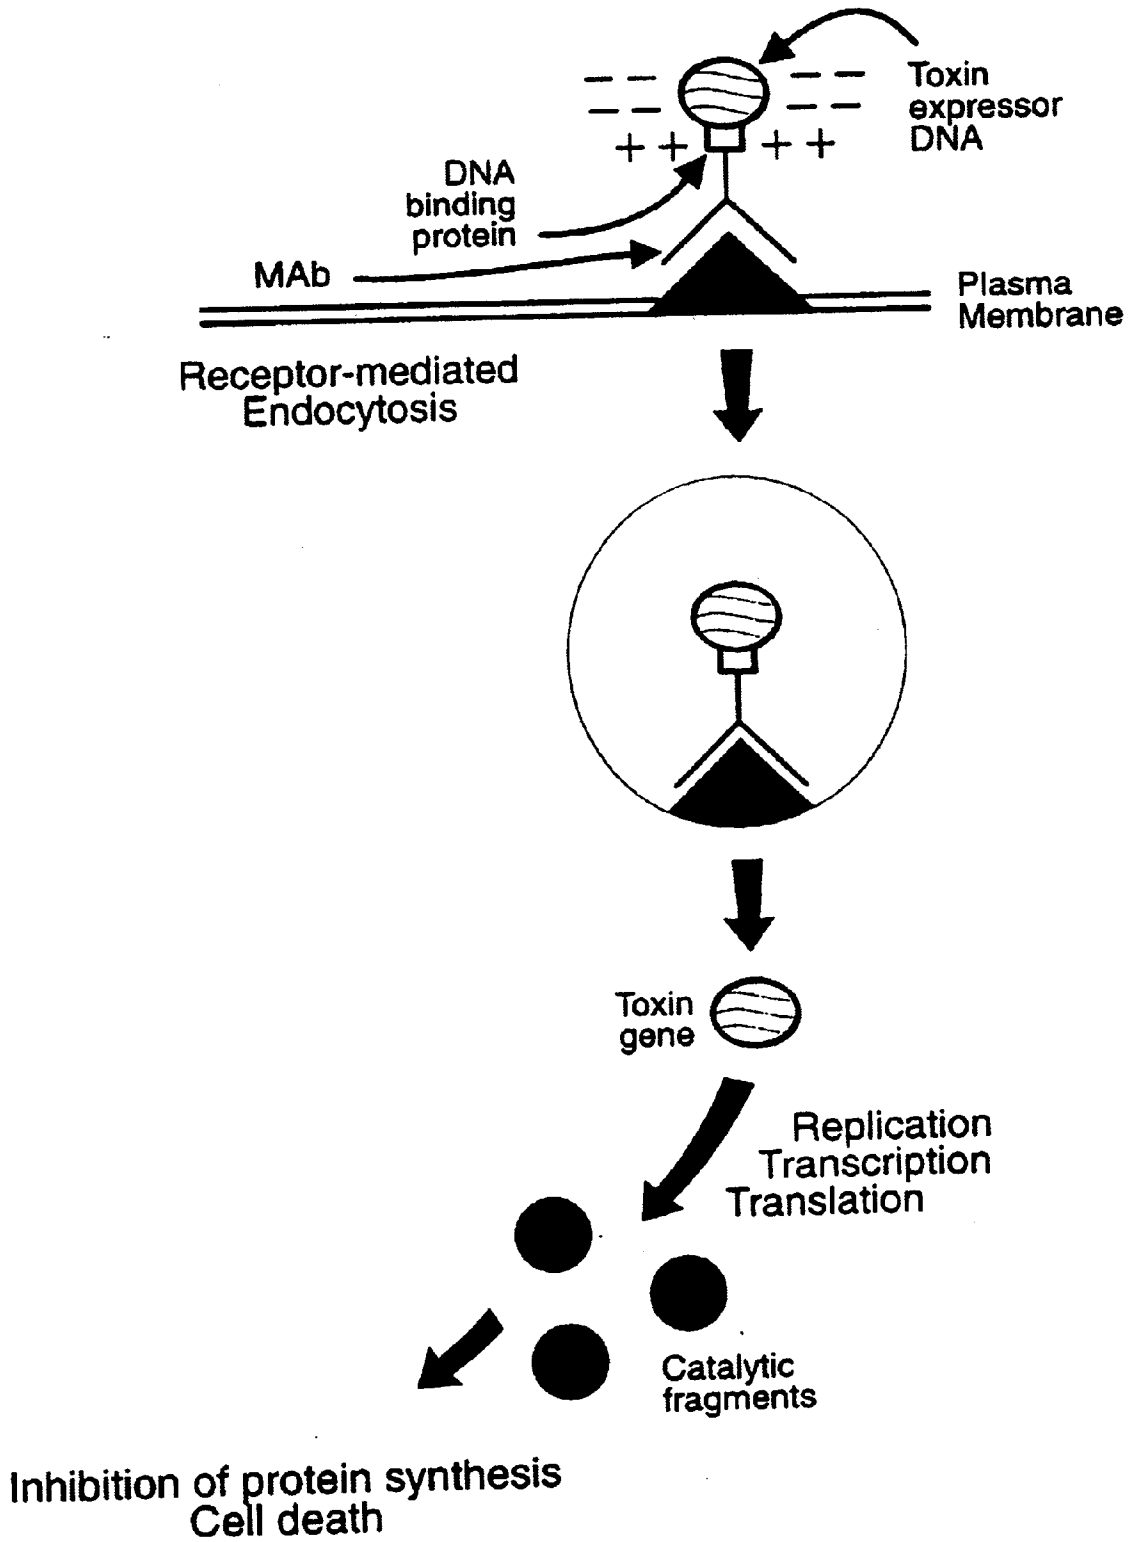 Toxin
expressor
DNA
− − − −
− − − −
+ + + +
DNA
binding
protein
MAb
Plasma
Membrane
Receptor-mediated
Endocytosis
Toxin
gene
Replication
Transcription
Translation
Catalytic
fragments
Inhibition of protein synthesis
Cell death